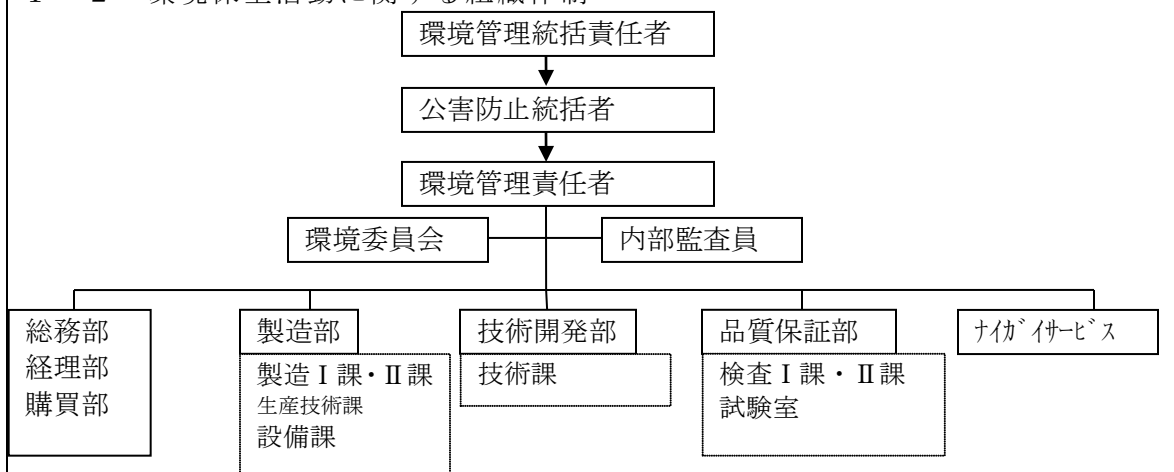 環境管理統括責任者
公害防止統括者
環境管理責任者
環境委員会
内部監査員
総務部
経理部
購買部
製造部
製造Ⅰ課・Ⅱ課
生産技術課
設備課
技術開発部
技術課
品質保証部
検査Ⅰ課・Ⅱ課
試験室
ﾅｲｶﾞｲｻｰﾋﾞｽ